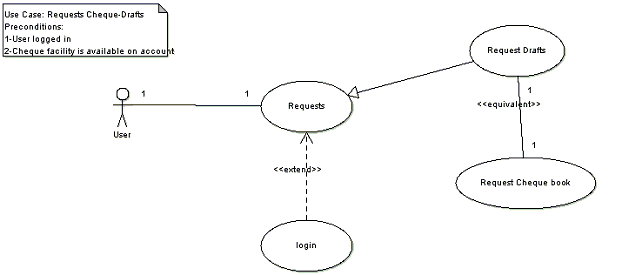 Use Case: Requests Cheque-Drafts
Preconditions:
1-User logged in
2-Cheque facility is available on account
Request Drafts
1
1
1
<<equivalent>>
Requests
User
1
<<extend>>
Request Cheque book
login